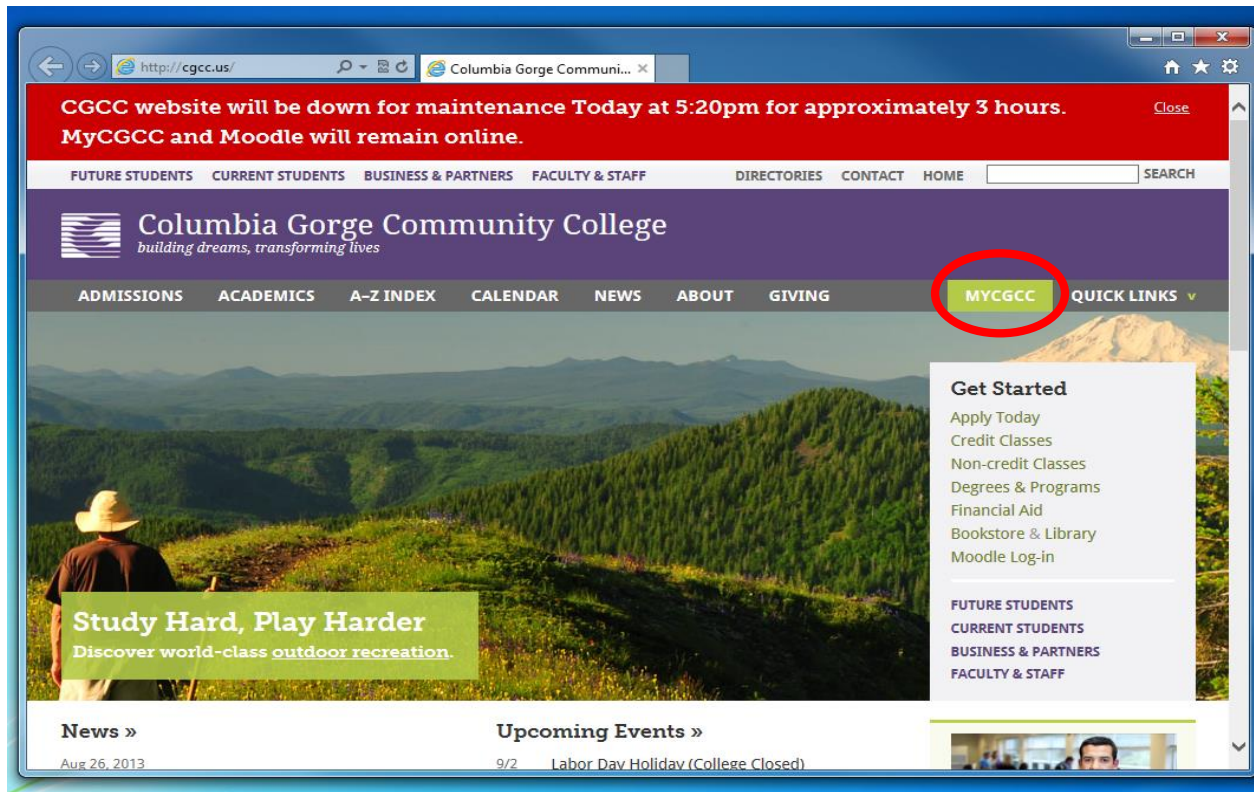 http://cgcc.us/
Columbia Gorge Communi...
CGCC website will be down for maintenance Today at 5:20pm for approximately 3 hours.
Close
MyCGCC and Moodle will remain online.
FUTURE STUDENTS CURRENT STUDENTS BUSINESS & PARTNERS FACULTY & STAFF DIRECTORIES CONTACT HOME SEARCH
Columbia Gorge Community College
building dreams, transforming lives
ADMISSIONS ACADEMICS A–Z INDEX CALENDAR NEWS ABOUT GIVING MYCGCC QUICK LINKS v
Get Started
Apply Today
Credit Classes
Non-credit Classes
Degrees & Programs
Financial Aid
Bookstore & Library
Moodle Log-in
FUTURE STUDENTS
CURRENT STUDENTS
BUSINESS & PARTNERS
FACULTY & STAFF
Study Hard, Play Harder
Discover world-class outdoor recreation.
News »
Aug 26, 2013
Upcoming Events »
9/2 Labor Day Holiday (College Closed)